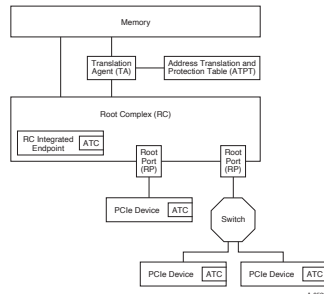 Memory
Translation
Agent (TA)
Address Translation and
Protection Table (ATPT)
Root Complex (RC)
RC Integrated
Endpoint
ATC
Root
Port
(RP)
Root
Port
(RP)
PCIe Device
ATC
Switch
PCIe Device
ATC
PCIe Device
ATC